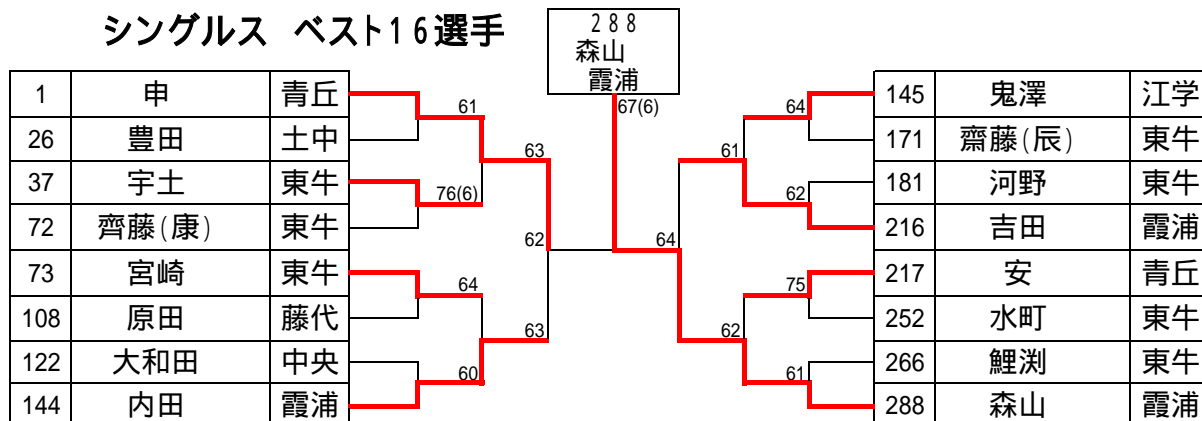 シングルス ベスト16選手
288
森山
霞浦
67(6)
1 申 青丘
26 豊田 土中
37 宇土 東牛
72 齊藤(康) 東牛
73 宮崎 東牛
108 原田 藤代
122 大和田 中央
144 内田 霞浦
61
76(6)
64
60
63
63
62
64
61
62
64
62
75
61
145 鬼澤 江学
171 齋藤(辰) 東牛
181 河野 東牛
216 吉田 霞浦
217 安 青丘
252 水町 東牛
266 鯉渕 東牛
288 森山 霞浦